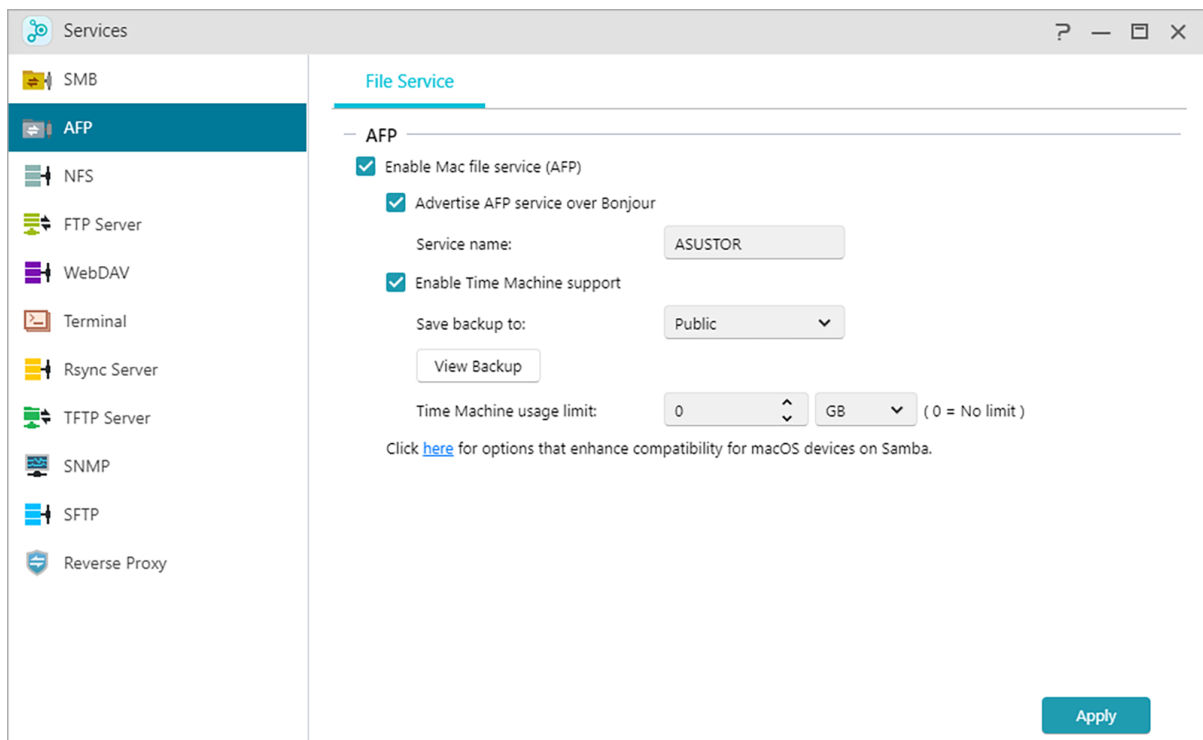 Services
SMB
AFP
NFS
FTP Server
WebDAV
Terminal
Rsync Server
TFTP Server
SNMP
SFTP
Reverse Proxy
File Service
AFP
Enable Mac file service (AFP)
Advertise AFP service over Bonjour
Service name: ASUSTOR
Enable Time Machine support
Save backup to: Public
View Backup
Time Machine usage limit: 0 GB ( 0 = No limit )
Click here for options that enhance compatibility for macOS devices on Samba.
Apply